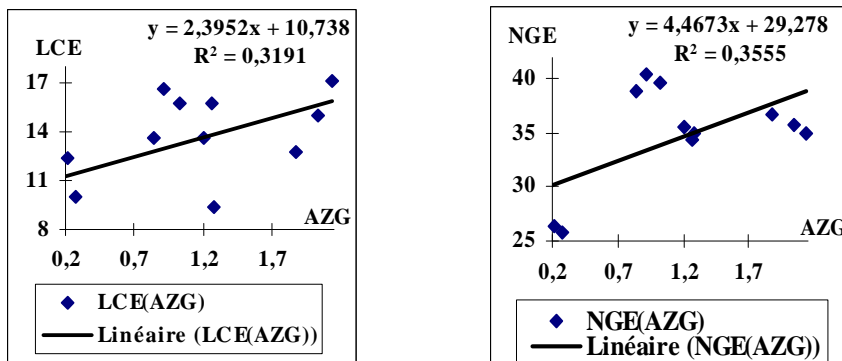 y = 2,3952x + 10,738
R² = 0,3191
LCE
17
14
11
8
AZG
0,2 0,7 1,2 1,7
LCE(AZG)
Linéaire (LCE(AZG))
y = 4,4673x + 29,278
R² = 0,3555
NGE
40
35
30
25
AZG
0,2 0,7 1,2 1,7
NGE(AZG)
Linéaire (NGE(AZG))